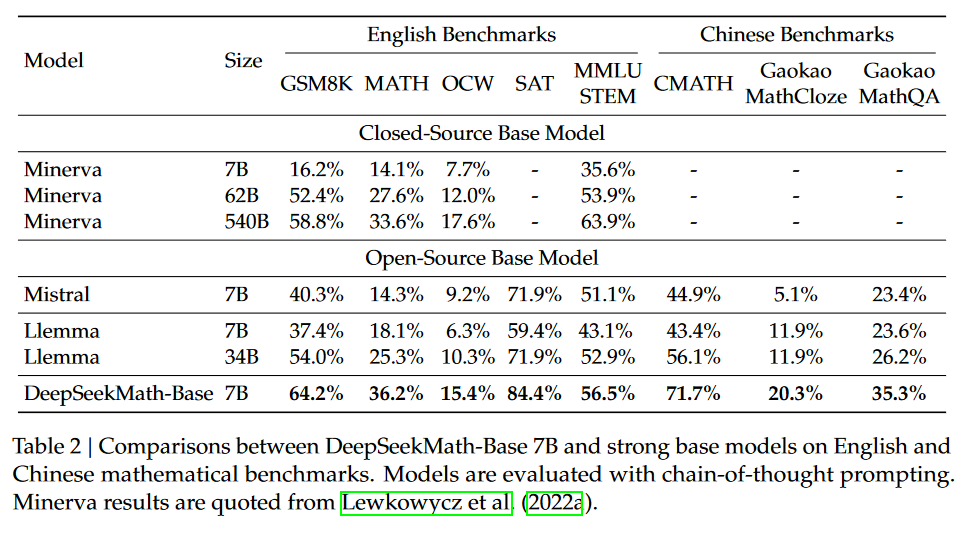 Model Size English Benchmarks Chinese Benchmarks
GSM8K MATH OCW SAT MMLU STEM CMATH Gaokao MathCloze Gaokao MathQA
Closed-Source Base Model
Minerva 7B 16.2% 14.1% 7.7% - 35.6% - - -
Minerva 62B 52.4% 27.6% 12.0% - 53.9% - - -
Minerva 540B 58.8% 33.6% 17.6% - 63.9% - - -
Open-Source Base Model
Mistral 7B 40.3% 14.3% 9.2% 71.9% 51.1% 44.9% 5.1% 23.4%
Llemma 7B 37.4% 18.1% 6.3% 59.4% 43.1% 43.4% 11.9% 23.6%
Llemma 34B 54.0% 25.3% 10.3% 71.9% 52.9% 56.1% 11.9% 26.2%
DeepSeekMath-Base 7B 64.2% 36.2% 15.4% 84.4% 56.5% 71.7% 20.3% 35.3%
Table 2 | Comparisons between DeepSeekMath-Base 7B and strong base models on English and
Chinese mathematical benchmarks. Models are evaluated with chain-of-thought prompting.
Minerva results are quoted from Lewkowycz et al. (2022a).